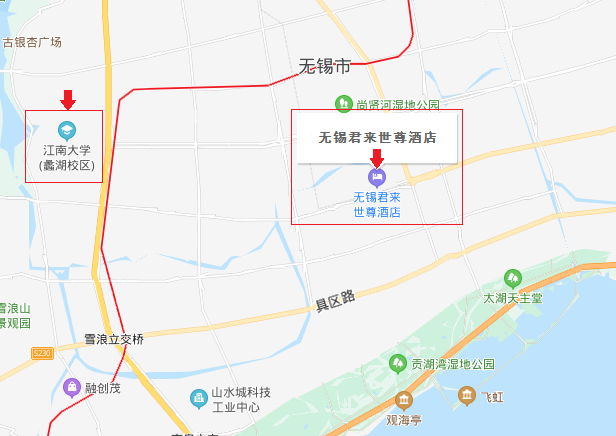 古银杏广场
无锡市
尚贤河湿地公园
江南大学
(蠡湖校区)
无锡君来世尊酒店
无锡君来
世尊酒店
太湖天主堂
具区路
雪浪山
景观园
雪浪立交桥
S230
贡湖湾湿地公园
融创茂
山水城科技
工业中心
飞虹
观海亭